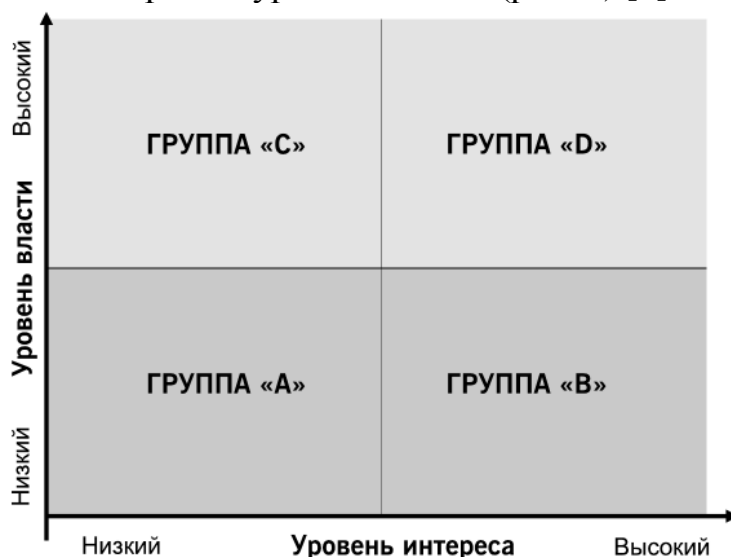 Высокий
ГРУППА «C»
ГРУППА «D»
Уровень власти
ГРУППА «A»
ГРУППА «B»
Низкий
Низкий
Уровень интереса
Высокий